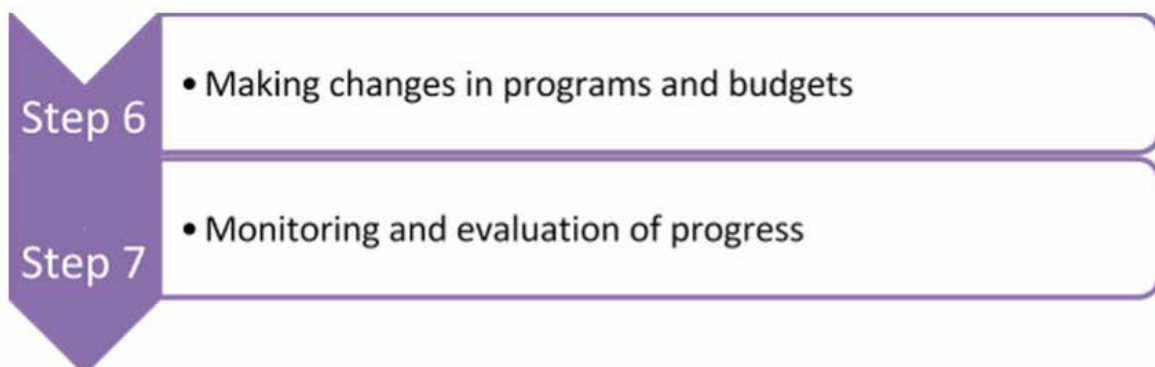 Step 6
• Making changes in programs and budgets
Step 7
• Monitoring and evaluation of progress